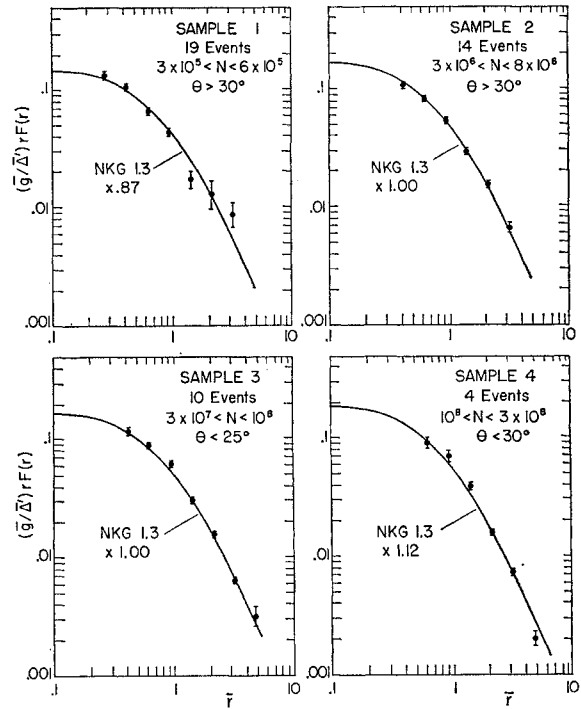 SAMPLE 1
19 Events
3 x 10⁵ < N < 6 x 10⁵
θ > 30°
NKG 1.3
x .87
(g̅/Δ̅') r F(r)
.1
.01
.001
.1
1
10
SAMPLE 2
14 Events
3 x 10⁶ < N < 8 x 10⁶
θ > 30°
NKG 1.3
x 1.00
.1
.01
.001
.1
1
10
SAMPLE 3
10 Events
3 x 10⁷ < N < 10⁸
θ < 25°
NKG 1.3
x 1.00
(g̅/Δ̅') r F(r)
.1
.01
.001
.1
1
10
r̅
SAMPLE 4
4 Events
10⁸ < N < 3 x 10⁸
θ < 30°
NKG 1.3
x 1.12
.1
.01
.001
.1
1
10
r̅